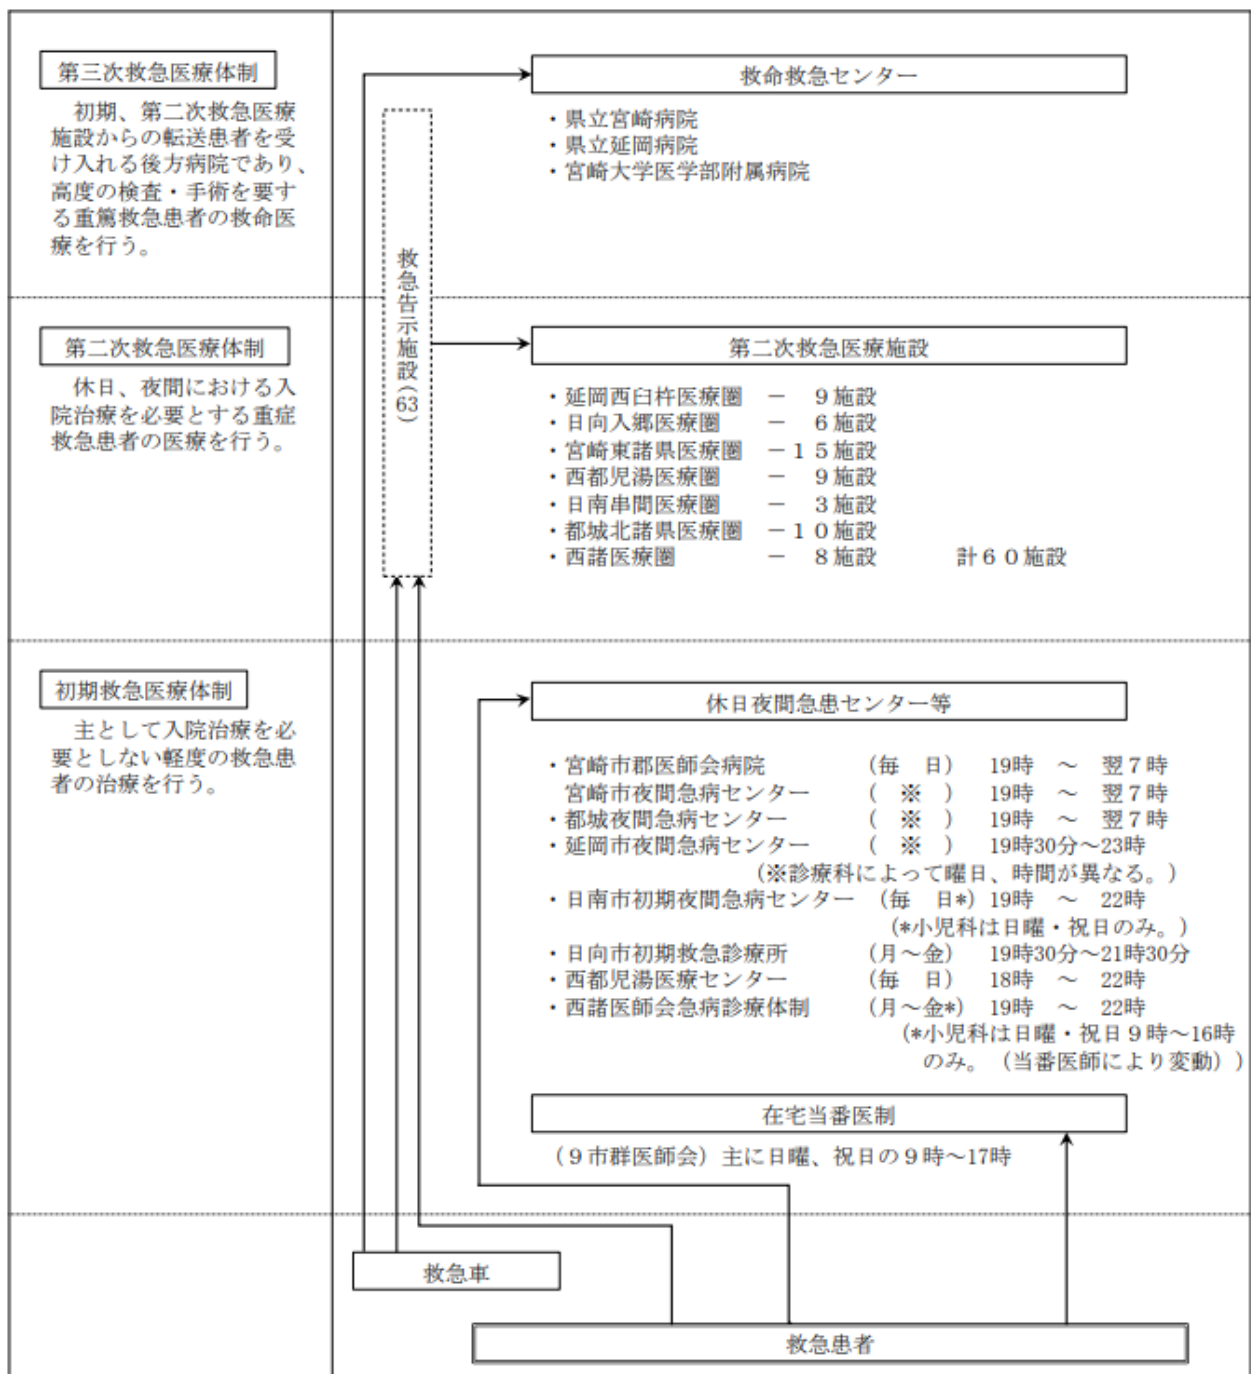 第三次救急医療体制
初期、第二次救急医療
施設からの転送患者を受
け入れる後方病院であり、
高度の検査・手術を要す
る重篤救急患者の救命医
療を行う。
救命救急センター
・県立宮崎病院
・県立延岡病院
・宮崎大学医学部附属病院
救急告示施設(63)
第二次救急医療体制
休日、夜間における入
院治療を必要とする重症
救急患者の医療を行う。
第二次救急医療施設
・延岡西臼杵医療圏 － 9施設
・日向入郷医療圏 － 6施設
・宮崎東諸県医療圏 －15施設
・西都児湯医療圏 － 9施設
・日南串間医療圏 － 3施設
・都城北諸県医療圏 －10施設
・西諸医療圏 － 8施設 計60施設
初期救急医療体制
主として入院治療を必
要としない軽度の救急患
者の治療を行う。
休日夜間急患センター等
・宮崎市郡医師会病院 (毎 日) 19時 ～ 翌7時
宮崎市夜間急病センター ( ※ ) 19時 ～ 翌7時
・都城夜間急病センター ( ※ ) 19時 ～ 翌7時
・延岡市夜間急病センター ( ※ ) 19時30分～23時
(※診療科によって曜日、時間が異なる。)
・日南市初期夜間急病センター (毎 日*) 19時 ～ 22時
(*小児科は日曜・祝日のみ。)
・日向市初期救急診療所 (月～金) 19時30分～21時30分
・西都児湯医療センター (毎 日) 18時 ～ 22時
・西諸医師会急病診療体制 (月～金*) 19時 ～ 22時
(*小児科は日曜・祝日9時～16時
のみ。(当番医師により変動))
在宅当番医制
(9市群医師会)主に日曜、祝日の9時～17時
救急車
救急患者